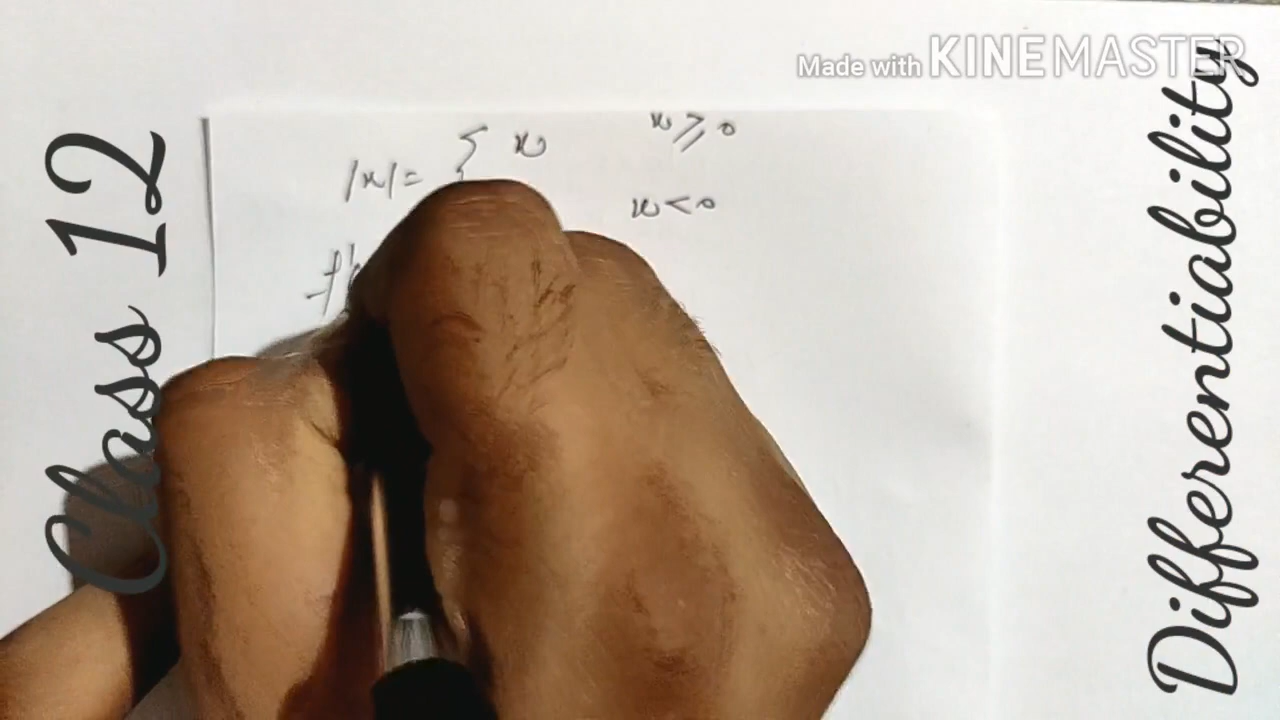 Made with KINEMASTER
Class 12
|x| = { x x ≥ 0
x < 0
f'
Differentiability